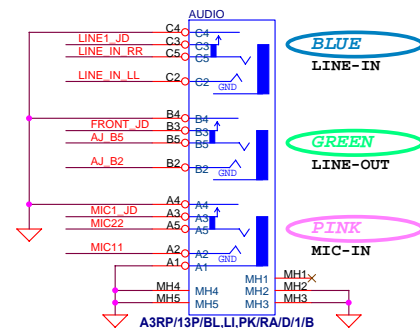 AUDIO
C4 C4
LINE1_JD C3 C3
LINE_IN_RR C5 C5
BLUE
LINE-IN
LINE_IN_LL C2 C2
GND
B4 B4
FRONT_JD B3 B3
AJ_B5 B5 B5
GREEN
LINE-OUT
AJ_B2 B2 B2
GND
A4 A4
MIC1_JD A3 A3
MIC22 A5 A5
PINK
MIC-IN
MIC11 A2 A2
GND
A1 A1
MH1 MH1
MH4 MH4 MH2 MH2
MH5 MH5 MH3 MH3
A3RP/13P/BL,LI,PK/RA/D/1/B